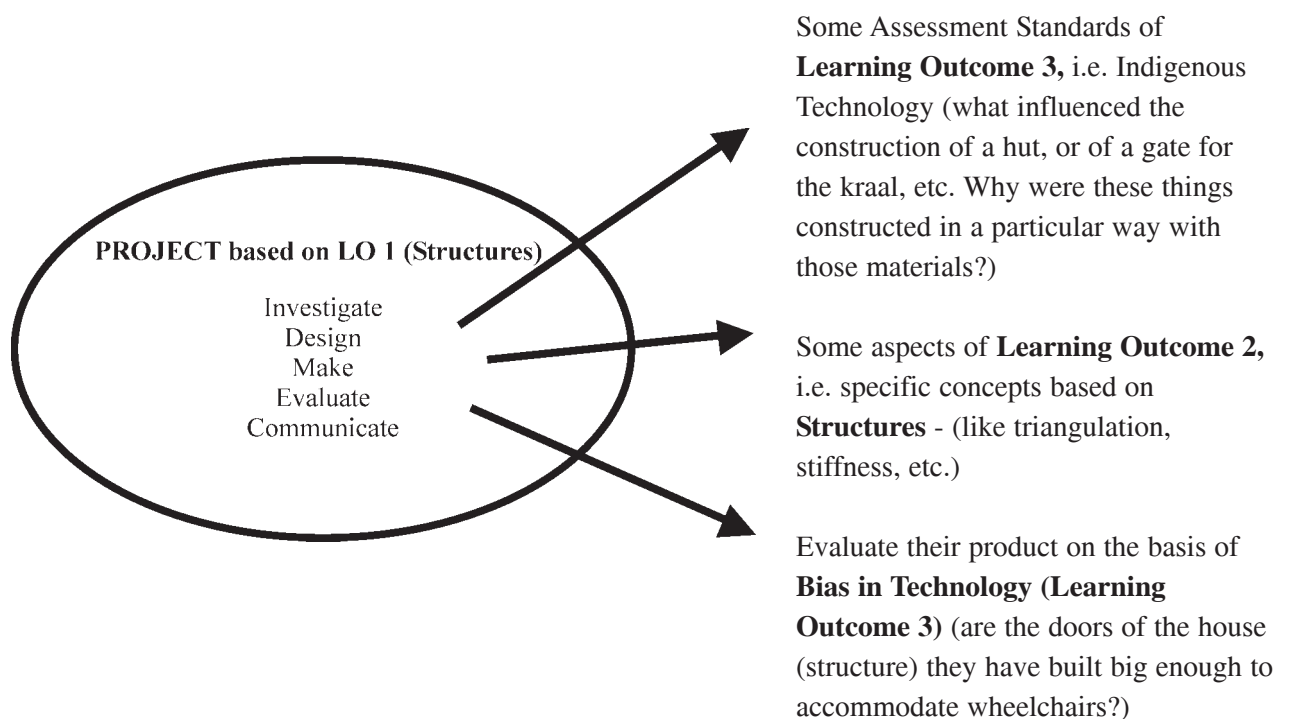 PROJECT based on LO 1 (Structures)
Investigate
Design
Make
Evaluate
Communicate
Some Assessment Standards of
Learning Outcome 3, i.e. Indigenous
Technology (what influenced the
construction of a hut, or of a gate for
the kraal, etc. Why were these things
constructed in a particular way with
those materials?)
Some aspects of Learning Outcome 2,
i.e. specific concepts based on
Structures - (like triangulation,
stiffness, etc.)
Evaluate their product on the basis of
Bias in Technology (Learning
Outcome 3) (are the doors of the house
(structure) they have built big enough to
accommodate wheelchairs?)